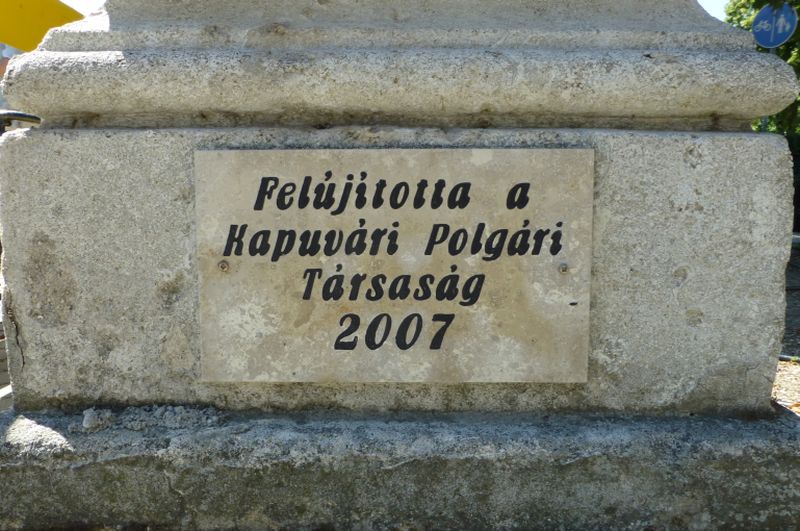 Felújította a
Kapuvári Polgári
Társaság
2007